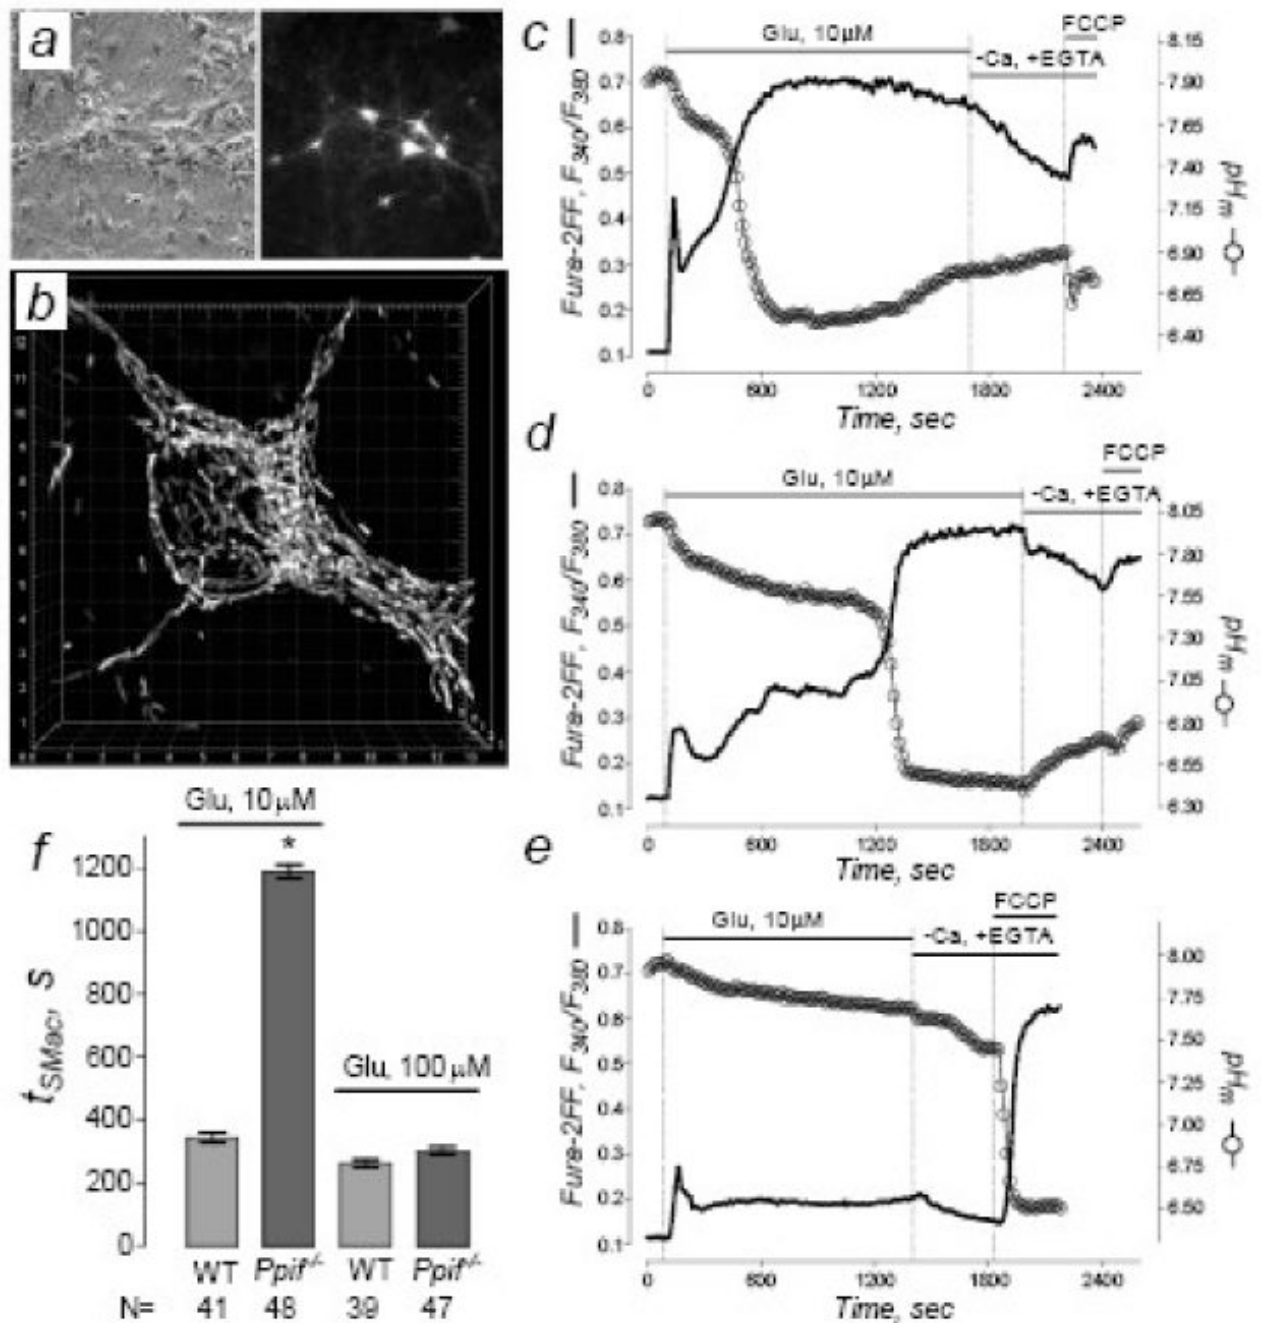 a
b
c
Glu, 10µM
FCCP
-Ca, +EGTA
Fura-2FF, F340/F380
0.8
0.7
0.6
0.5
0.4
0.3
0.2
0.1
8.15
7.90
7.65
7.40
7.15
6.90
6.65
6.40
pHm
0 600 1200 1800 2400
Time, sec
d
Glu, 10µM
FCCP
-Ca, +EGTA
Fura-2FF, F340/F380
0.8
0.7
0.6
0.5
0.4
0.3
0.2
0.1
8.05
7.80
7.55
7.30
7.05
6.80
6.55
6.30
pHm
0 600 1200 1800 2400
Time, sec
e
Glu, 10µM
FCCP
-Ca, +EGTA
Fura-2FF, F340/F380
0.8
0.7
0.6
0.5
0.4
0.3
0.2
0.1
8.00
7.75
7.50
7.25
7.00
6.75
6.50
pHm
0 600 1200 1800 2400
Time, sec
f
Glu, 10µM
*
Glu, 100µM
tSMac, s
1200
1000
800
600
400
200
0
WT Ppif-/- WT Ppif-/-
N= 41 48 39 47